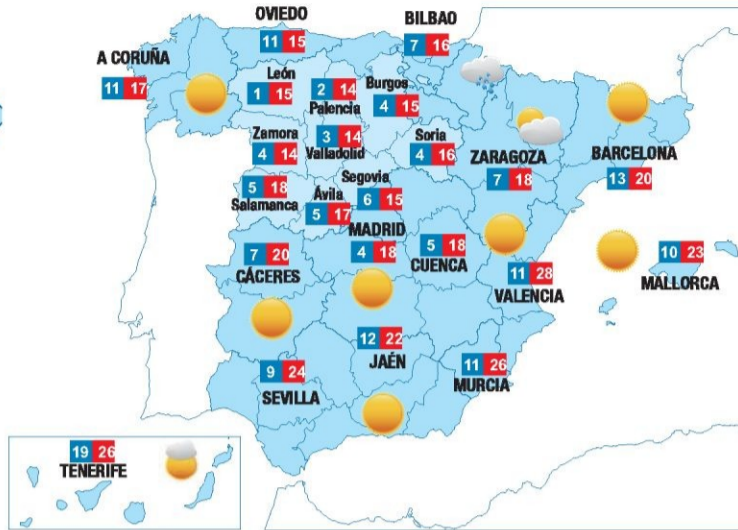 OVIEDO
11 15
BILBAO
7 16
A CORUÑA
11 17
León
1 15
2 14
Palencia
Burgos
4 15
Zamora
4 14
3 14
Valladolid
Soria
4 16
ZARAGOZA
7 18
BARCELONA
13 20
5 18
Salamanca
Ávila
5 17
Segovia
6 15
MADRID
4 18
5 18
CUENCA
7 20
CÁCERES
11 28
VALENCIA
10 23
MALLORCA
12 22
JAÉN
9 24
SEVILLA
11 26
MURCIA
19 26
TENERIFE